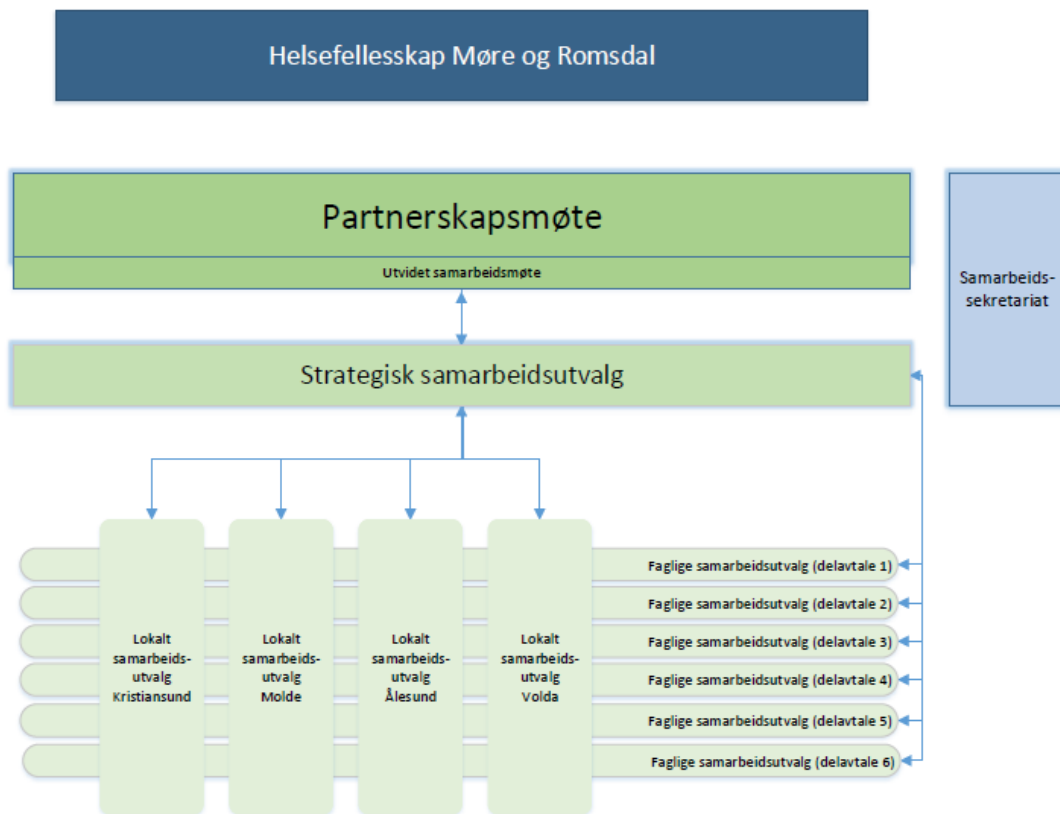 Helsefellesskap Møre og Romsdal
Partnerskapsmøte
Utvidet samarbeidsmøte
Samarbeids-
sekretariat
Strategisk samarbeidsutvalg
Faglige samarbeidsutvalg (delavtale 1)
Faglige samarbeidsutvalg (delavtale 2)
Faglige samarbeidsutvalg (delavtale 3)
Faglige samarbeidsutvalg (delavtale 4)
Faglige samarbeidsutvalg (delavtale 5)
Faglige samarbeidsutvalg (delavtale 6)
Lokalt
samarbeids-
utvalg
Kristiansund
Lokalt
samarbeids-
utvalg
Molde
Lokalt
samarbeids-
utvalg
Ålesund
Lokalt
samarbeids-
utvalg
Volda